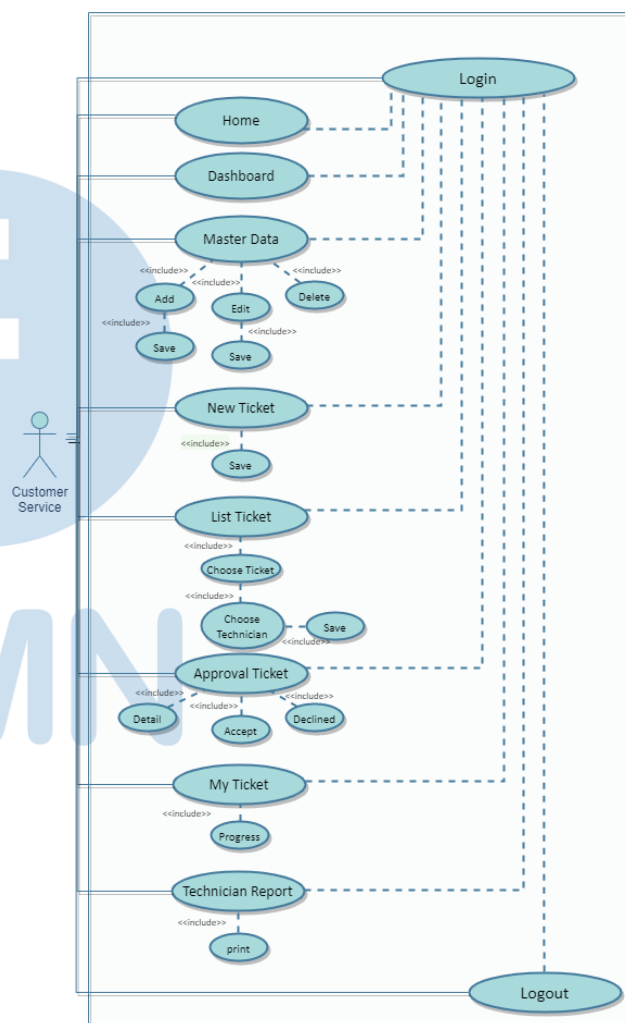 Login
Home
Dashboard
Master Data
<<include>>
<<include>>
<<include>>
Add
Edit
Delete
<<include>>
<<include>>
Save
Save
New Ticket
<<include>>
Save
Customer
Service
List Ticket
<<include>>
Choose Ticket
<<include>>
Choose
Technician
Save
<<include>>
Approval Ticket
<<include>>
<<include>>
<<include>>
Detail
Accept
Declined
My Ticket
<<include>>
Progress
Technician Report
<<include>>
print
Logout
MN